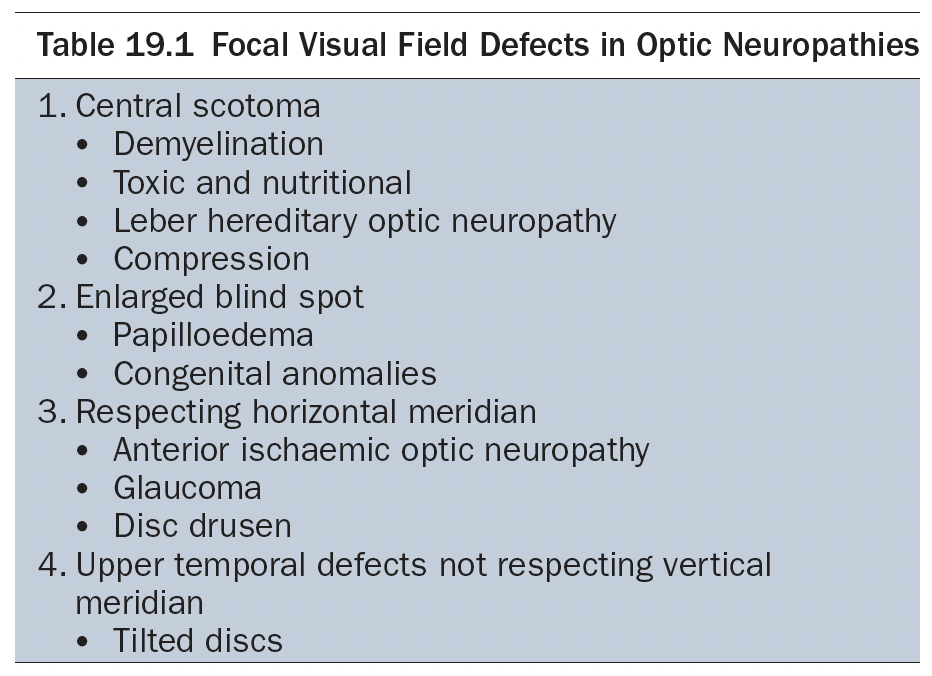 Table 19.1 Focal Visual Field Defects in Optic Neuropathies
1. Central scotoma
• Demyelination
• Toxic and nutritional
• Leber hereditary optic neuropathy
• Compression
2. Enlarged blind spot
• Papilloedema
• Congenital anomalies
3. Respecting horizontal meridian
• Anterior ischaemic optic neuropathy
• Glaucoma
• Disc drusen
4. Upper temporal defects not respecting vertical
meridian
• Tilted discs